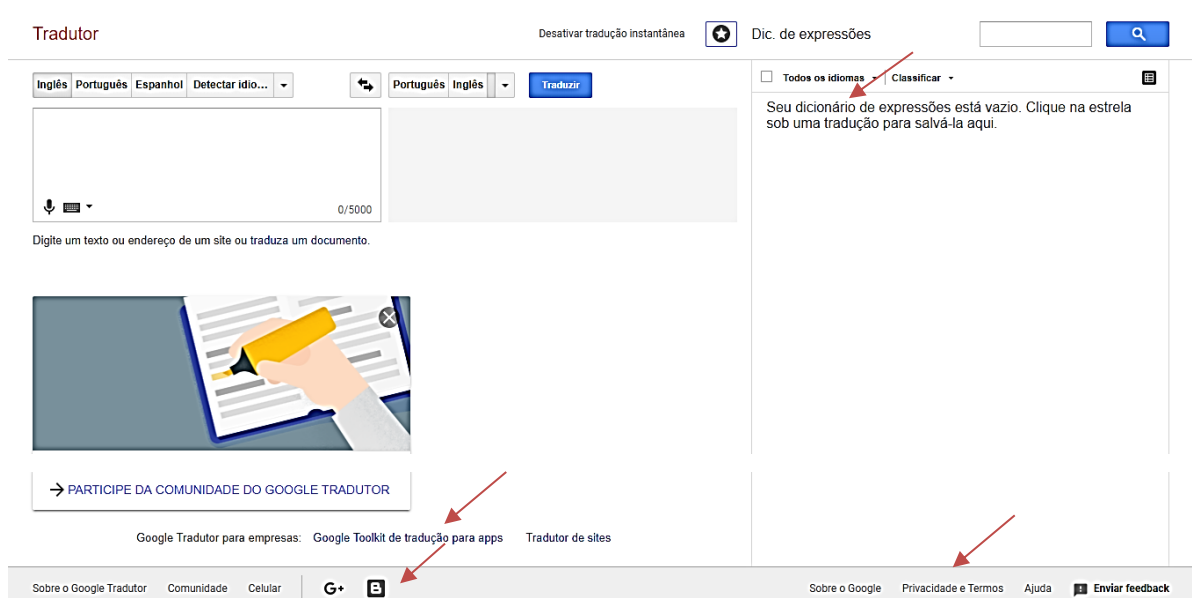 Tradutor Desativar tradução instantânea Dic. de expressões
Inglês Português Espanhol Detectar idio... Português Inglês Traduzir
Todos os idiomas Classificar
Seu dicionário de expressões está vazio. Clique na estrela
sob uma tradução para salvá-la aqui.
0/5000
Digite um texto ou endereço de um site ou traduza um documento.
PARTICIPE DA COMUNIDADE DO GOOGLE TRADUTOR
Google Tradutor para empresas: Google Toolkit de tradução para apps Tradutor de sites
Sobre o Google Tradutor Comunidade Celular G+ B Sobre o Google Privacidade e Termos Ajuda Enviar feedback